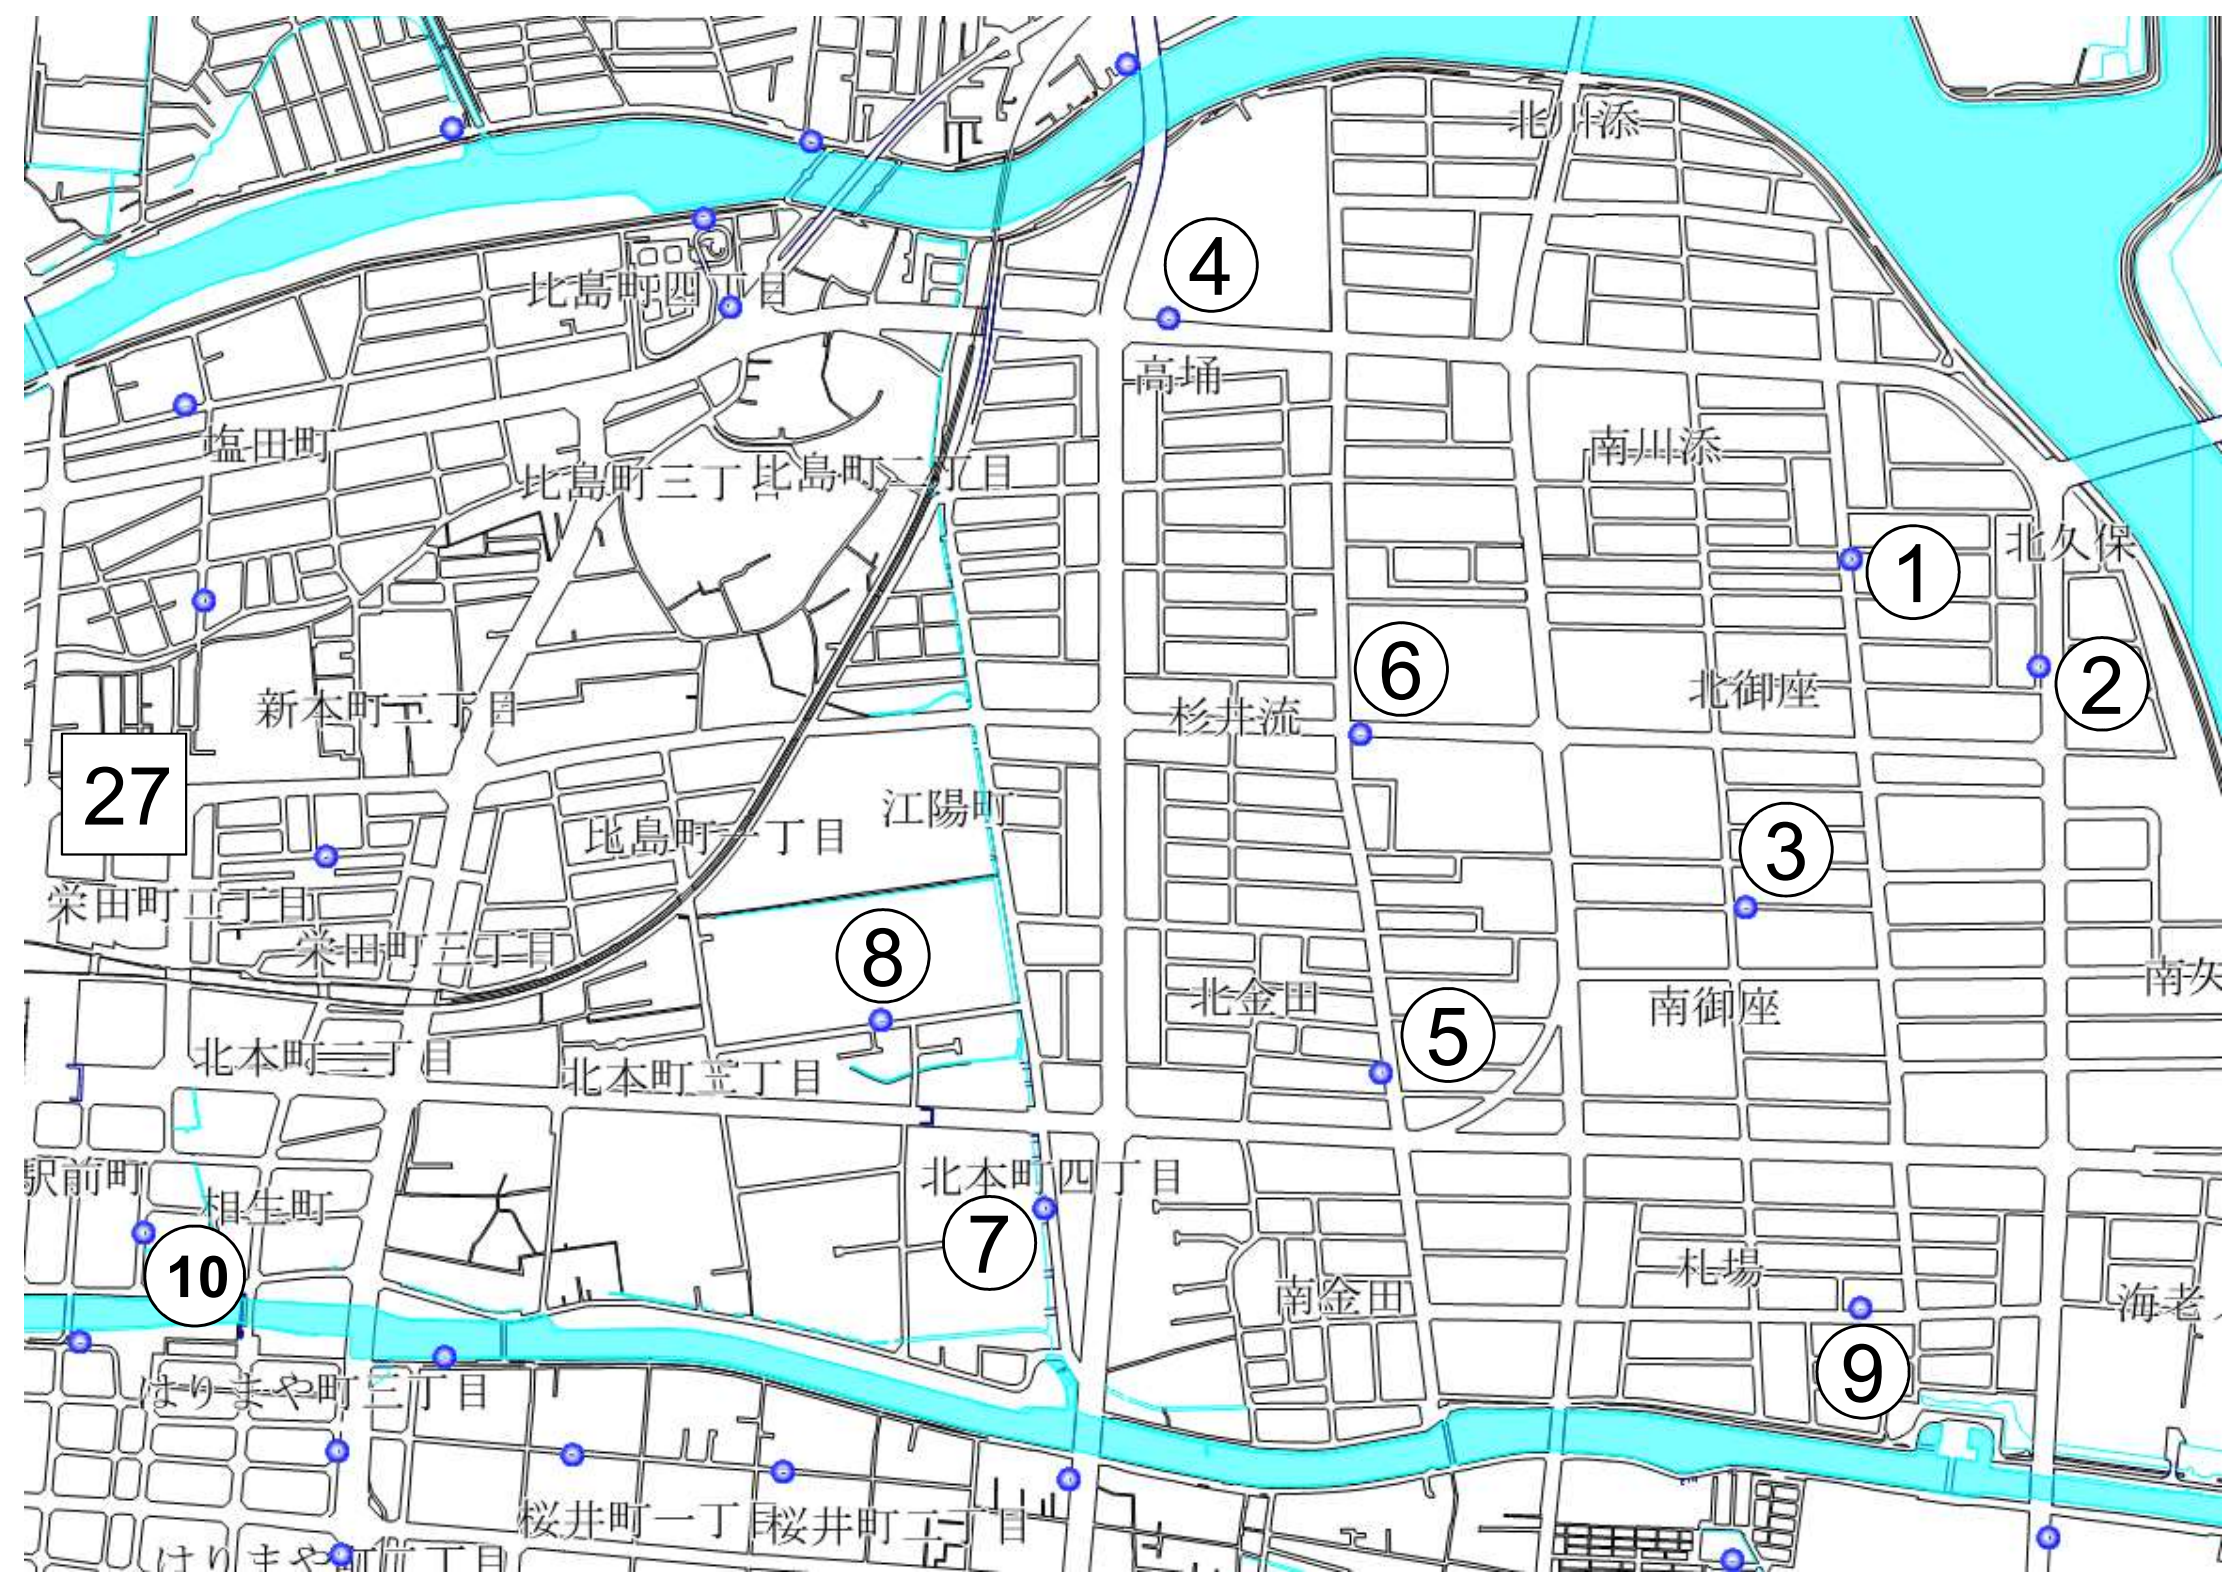 北川添
④
比島町四丁目
高埇
塩田町
南川添
比島町三丁目
比島町二丁目
北久保
①
⑥
②
新本町二丁目
北御座
杉井流
27
江陽町
比島町一丁目
③
栄田町二丁目
栄田町三丁目
⑧
南久
北金田
南御座
⑤
北本町二丁目
北本町三丁目
駅前町
相生町
北本町四丁目
⑦
10
南金田
札場
海老ノ
⑨
はりまや町三丁目
桜井町一丁目
桜井町二丁目
はりまや町二丁目